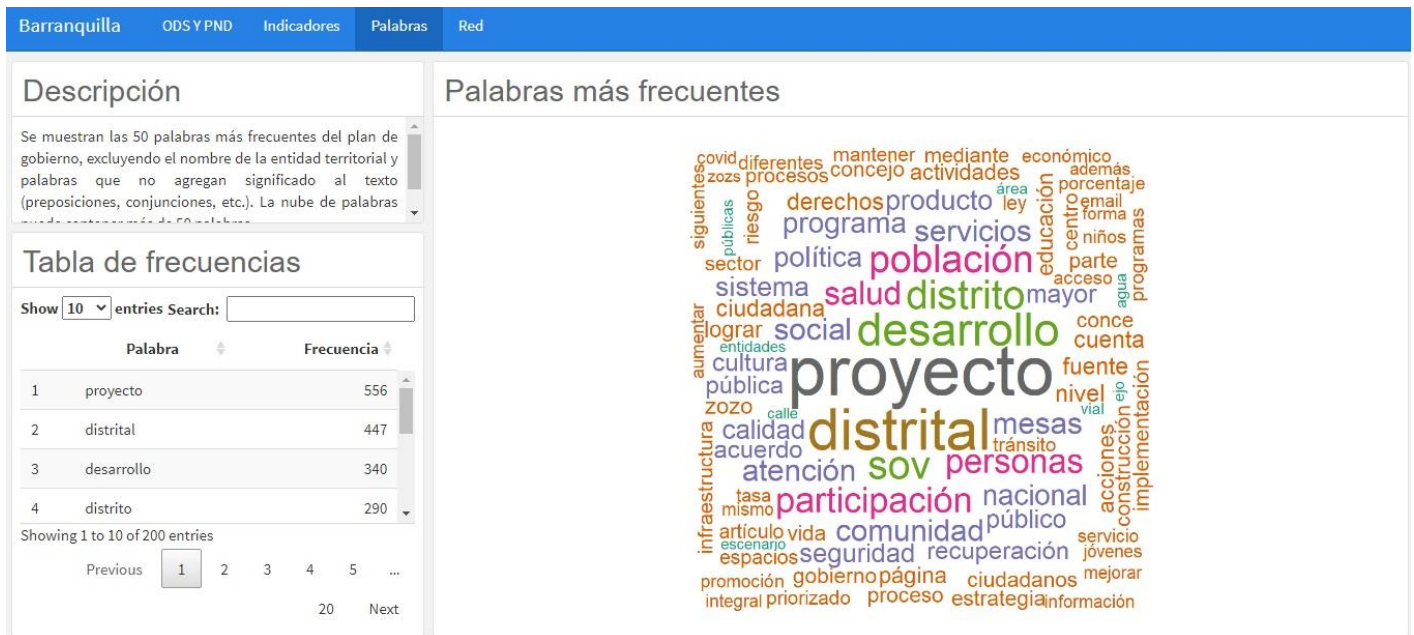 Barranquilla ODS Y PND Indicadores Palabras Red
Descripción
Se muestran las 50 palabras más frecuentes del plan de
gobierno, excluyendo el nombre de la entidad territorial y
palabras que no agregan significado al texto
(preposiciones, conjunciones, etc.). La nube de palabras
Tabla de frecuencias
Show 10 entries Search:
Palabra Frecuencia
1 proyecto 556
2 distrital 447
3 desarrollo 340
4 distrito 290
Showing 1 to 10 of 200 entries
Previous 1 2 3 4 5 ...
20 Next
Palabras más frecuentes
covid diferentes mantener mediante económico
zozs procesos concejo actividades además
siguientes públicas riesgo derechos producto área ley educación centro porcentaje
email
forma
programa servicios niños programas
sector política población parte
acceso agua
sistema salud distrito mayor
ciudadana
aumentar lograr social desarrollo conce
entidades cuenta
cultura proyecto fuente
pública nivel ejo
zozo calle vial
calidad distrital mesas
acuerdo tránsito
infraestructura atención sov personas acciones construcción implementación
tasa participación nacional
mismo
artículo vida comunidad público
escenario servicio
espacios seguridad recuperación jóvenes
promoción gobierno página ciudadanos mejorar
integral priorizado proceso estrategia información